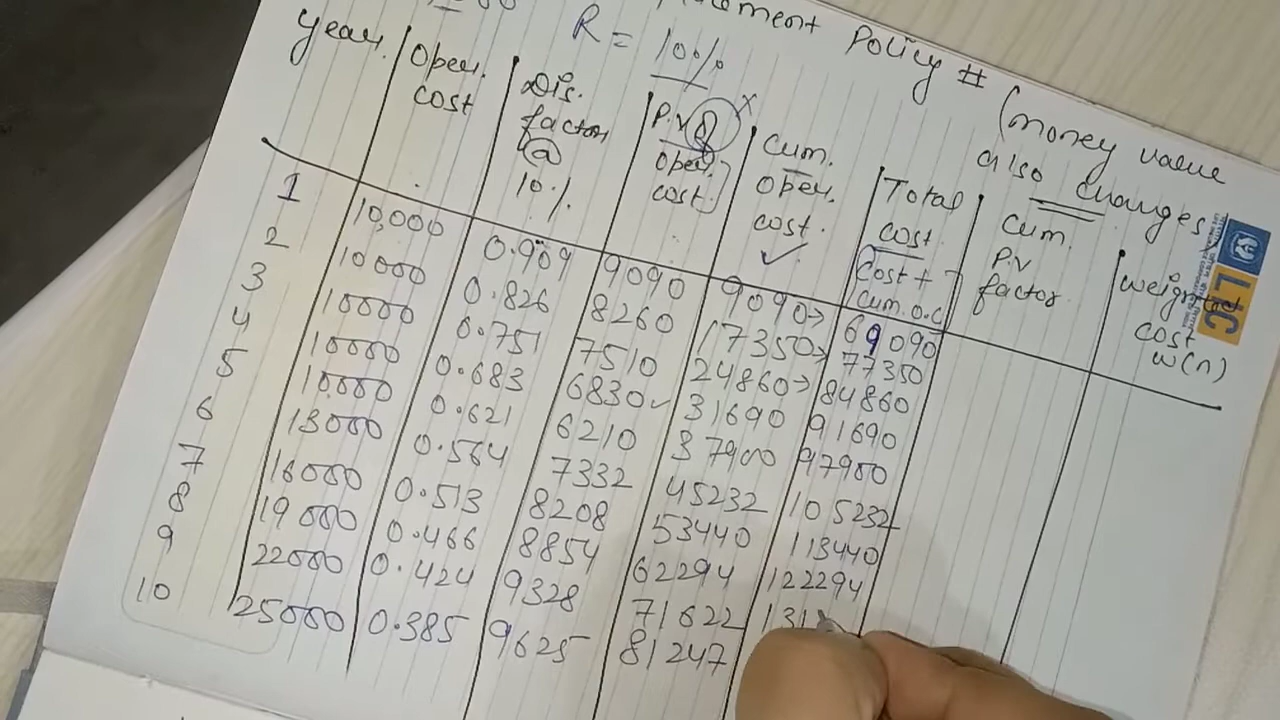 R = 10%
Policy #
(money value
also changes
Year.
Oper. cost
Dis. factor @ 10%
P.V of oper. cost
Cum. oper. cost.
Total cost. Cost + cum. o.c
Cum. P.V factor
weighted cost w(n)
1 10,000 0.909 9090 9090 69090
2 10000 0.826 8260 17350 77350
3 10000 0.751 7510 24860 84860
4 10000 0.683 6830 31690 91690
5 10,000 0.621 6210 37900 97900
6 13000 0.564 7332 45232 105232
7 16000 0.513 8208 53440 113440
8 19000 0.466 8854 62294 122294
9 22000 0.424 9328 71622 131
10 25000 0.385 9625 81247
LIC